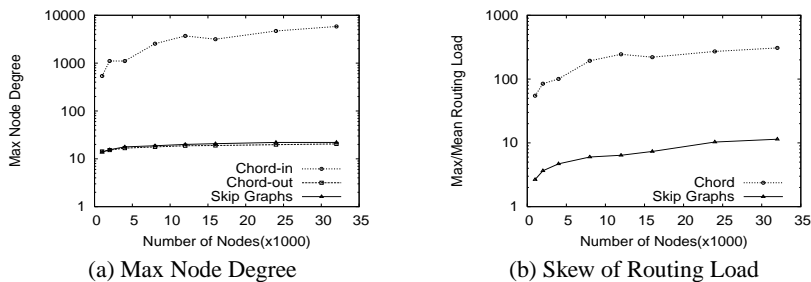 10000
1000
100
10
1
Max Node Degree
Chord-in
Chord-out
Skip Graphs
0 5 10 15 20 25 30 35
Number of Nodes(x1000)
(a) Max Node Degree
1000
100
10
1
Max/Mean Routing Load
Chord
Skip Graphs
0 5 10 15 20 25 30 35
Number of Nodes(x1000)
(b) Skew of Routing Load